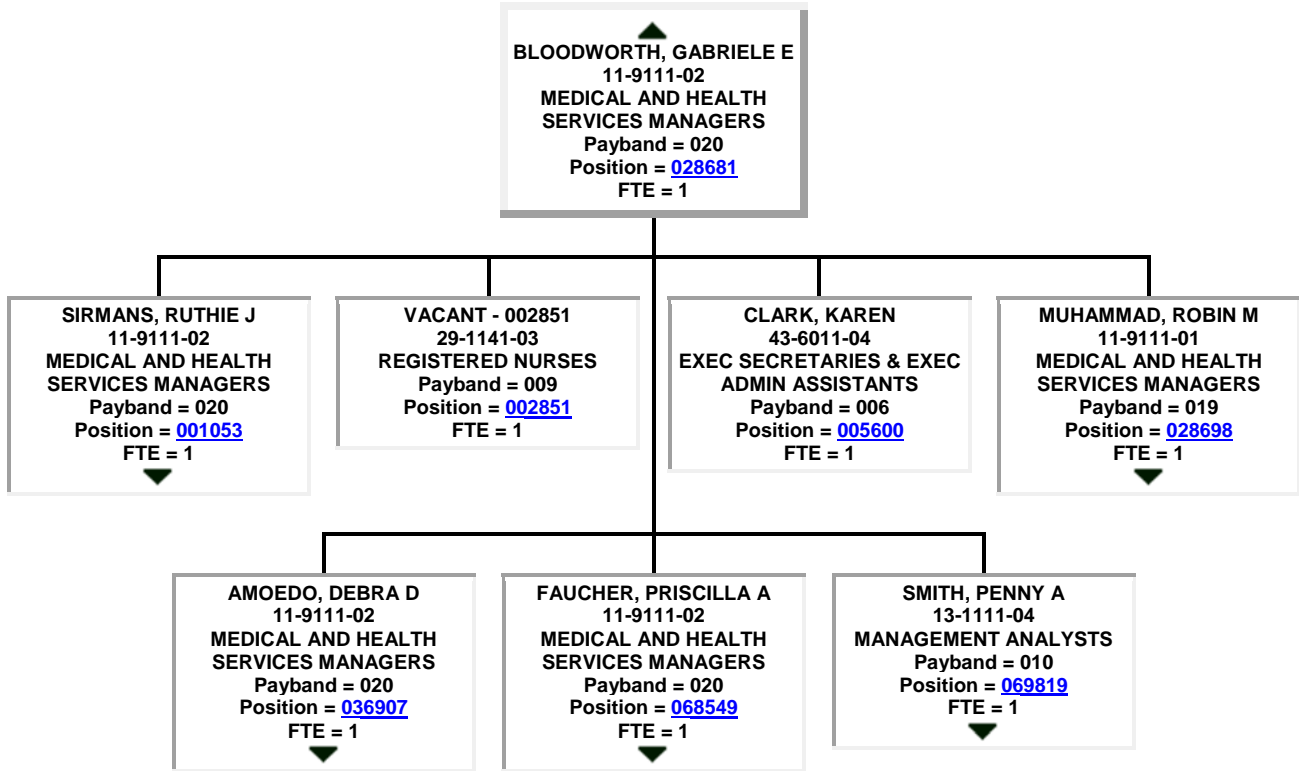 BLOODWORTH, GABRIELE E
11-9111-02
MEDICAL AND HEALTH
SERVICES MANAGERS
Payband = 020
Position = 028681
FTE = 1
SIRMANS, RUTHIE J
11-9111-02
MEDICAL AND HEALTH
SERVICES MANAGERS
Payband = 020
Position = 001053
FTE = 1
VACANT - 002851
29-1141-03
REGISTERED NURSES
Payband = 009
Position = 002851
FTE = 1
CLARK, KAREN
43-6011-04
EXEC SECRETARIES & EXEC
ADMIN ASSISTANTS
Payband = 006
Position = 005600
FTE = 1
MUHAMMAD, ROBIN M
11-9111-01
MEDICAL AND HEALTH
SERVICES MANAGERS
Payband = 019
Position = 028698
FTE = 1
AMOEDO, DEBRA D
11-9111-02
MEDICAL AND HEALTH
SERVICES MANAGERS
Payband = 020
Position = 036907
FTE = 1
FAUCHER, PRISCILLA A
11-9111-02
MEDICAL AND HEALTH
SERVICES MANAGERS
Payband = 020
Position = 068549
FTE = 1
SMITH, PENNY A
13-1111-04
MANAGEMENT ANALYSTS
Payband = 010
Position = 069819
FTE = 1